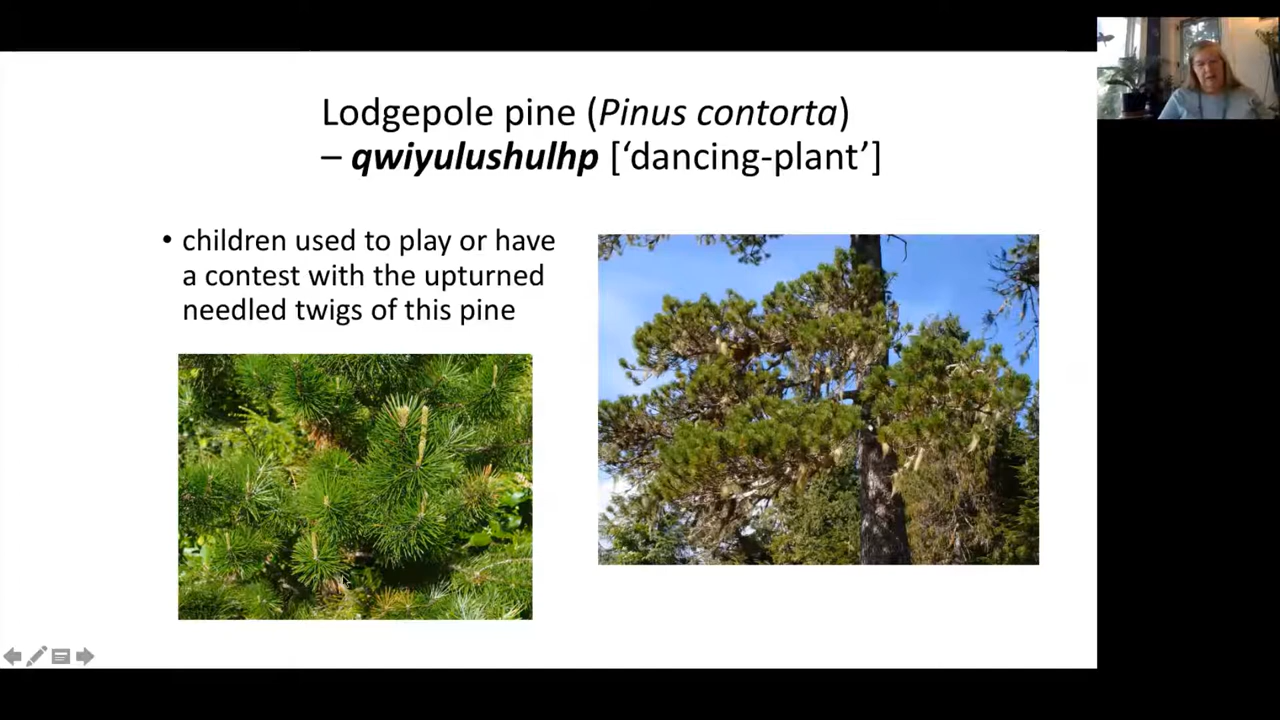 Lodgepole pine (Pinus contorta)
– qwiyulushulhp [‘dancing-plant’]
• children used to play or have
a contest with the upturned
needled twigs of this pine